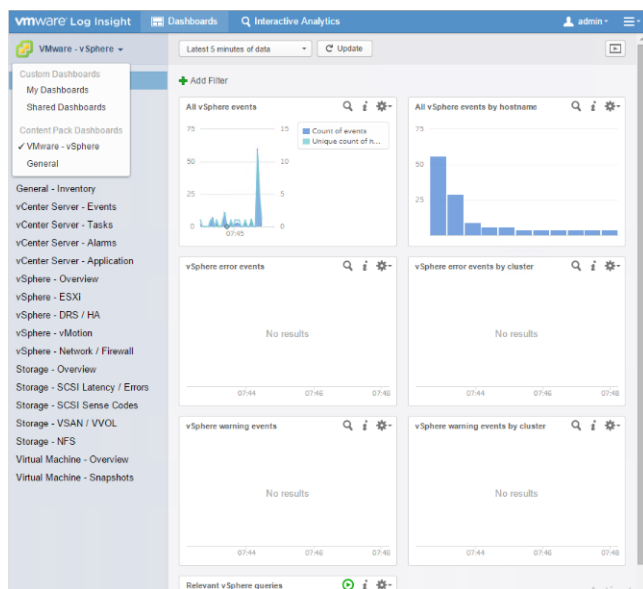 vmware Log Insight
Dashboards
Interactive Analytics
admin
VMware - vSphere
Custom Dashboards
My Dashboards
Shared Dashboards
Content Pack Dashboards
✓ VMware - vSphere
General
General - Inventory
vCenter Server - Events
vCenter Server - Tasks
vCenter Server - Alarms
vCenter Server - Application
vSphere - Overview
vSphere - ESXi
vSphere - DRS / HA
vSphere - vMotion
vSphere - Network / Firewall
Storage - Overview
Storage - SCSI Latency / Errors
Storage - SCSI Sense Codes
Storage - VSAN / VVOL
Storage - NFS
Virtual Machine - Overview
Virtual Machine - Snapshots
Latest 5 minutes of data
Update
Add Filter
All vSphere events
75
50
25
0
15
10
5
0
07:45
Count of events
Unique count of h...
All vSphere events by hostname
75
50
25
vSphere error events
No results
07:44 07:46 07:48
vSphere error events by cluster
No results
07:44 07:46 07:48
vSphere warning events
No results
07:44 07:46 07:48
vSphere warning events by cluster
No results
07:44 07:46 07:48
Relevant vSphere queries